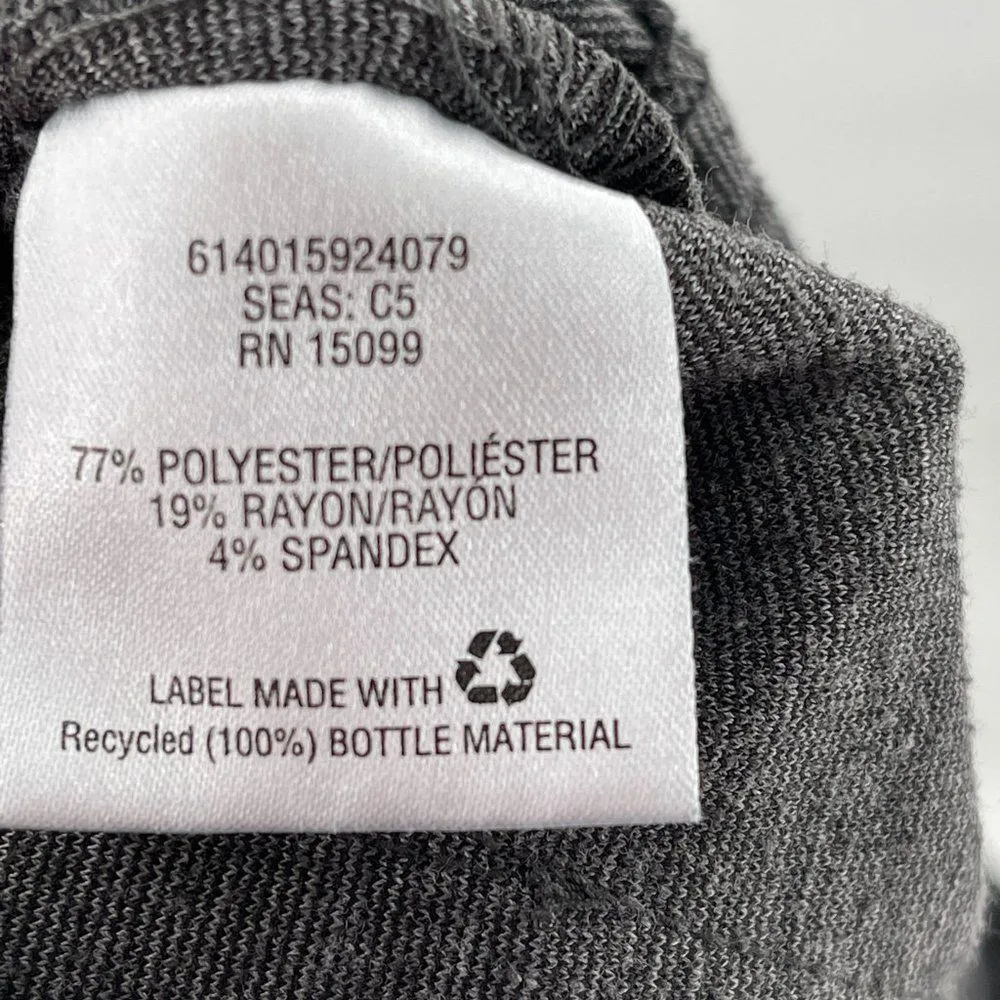 614015924079
SEAS: C5
RN 15099
77% POLYESTER/POLIÉSTER
19% RAYON/RAYÓN
4% SPANDEX
LABEL MADE WITH
Recycled (100%) BOTTLE MATERIAL